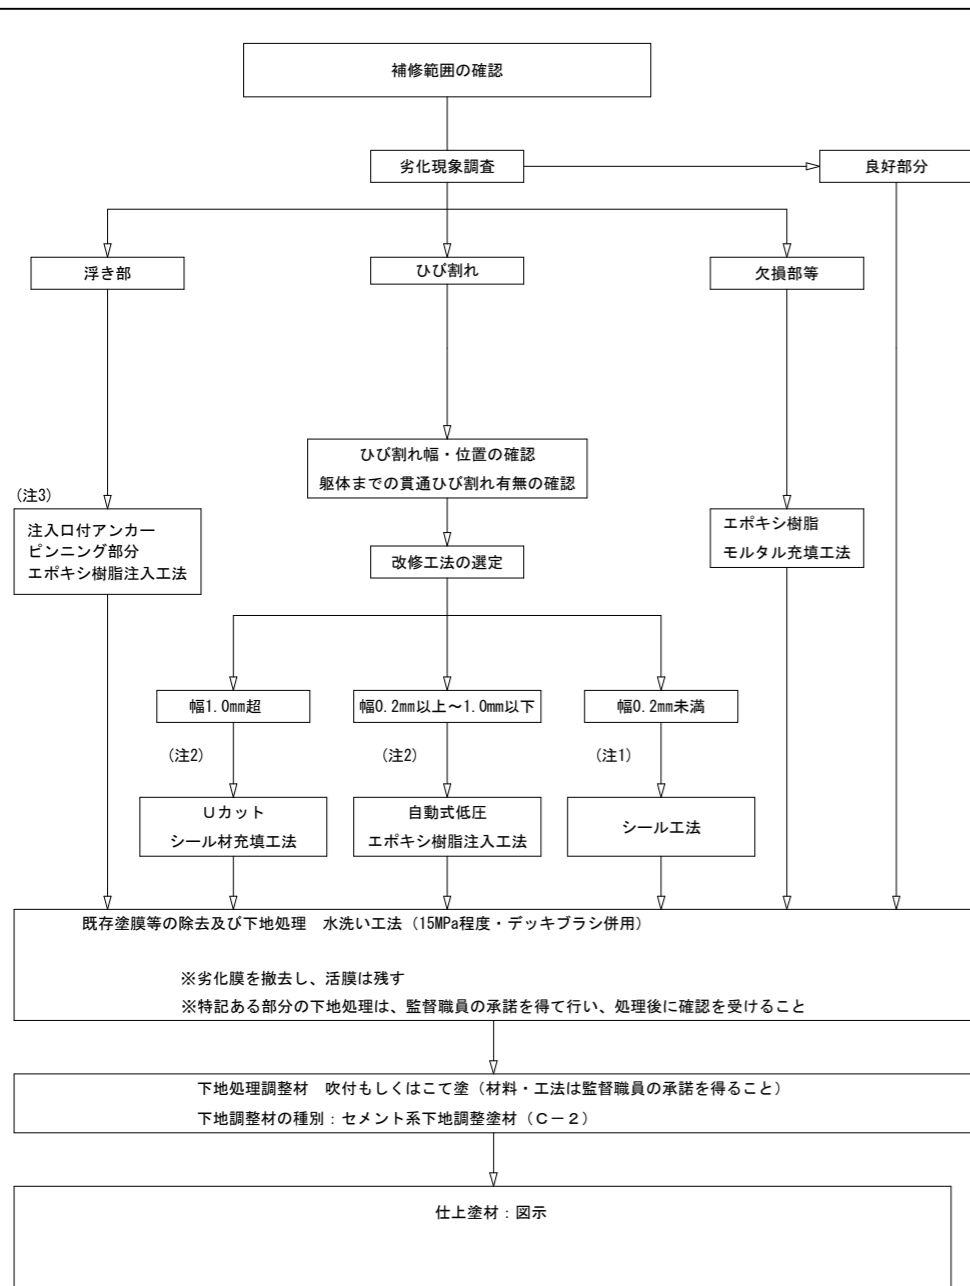 補修範囲の確認
劣化現象調査
良好部分
浮き部
ひび割れ
欠損部等
ひび割れ幅・位置の確認
躯体までの貫通ひび割れ有無の確認
(注3)
注入口付アンカー
ピンニング部分
エポキシ樹脂注入工法
エポキシ樹脂
モルタル充填工法
改修工法の選定
幅1.0mm超
幅0.2mm以上～1.0mm以下
幅0.2mm未満
(注2)
(注2)
(注1)
Uカット
シール材充填工法
自動式低圧
エポキシ樹脂注入工法
シール工法
既存塗膜等の除去及び下地処理　水洗い工法（15MPa程度・デッキブラシ併用）
※劣化膜を撤去し、活膜は残す
※特記ある部分の下地処理は、監督職員の承諾を得て行い、処理後に確認を受けること
下地処理調整材　吹付もしくはこて塗（材料・工法は監督職員の承諾を得ること）
下地調整材の種別：セメント系下地調整塗材（C－2）
仕上塗材：図示